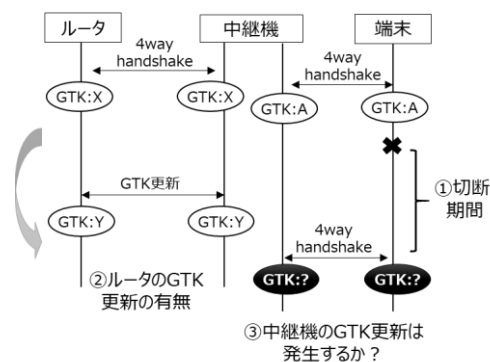 ルータ
中継機
端末
4way
handshake
4way
handshake
GTK:X
GTK:X
GTK:A
GTK:A
①切断
期間
GTK更新
GTK:Y
GTK:Y
4way
handshake
②ルータのGTK
更新の有無
GTK:?
GTK:?
③中継機のGTK更新は
発生するか？